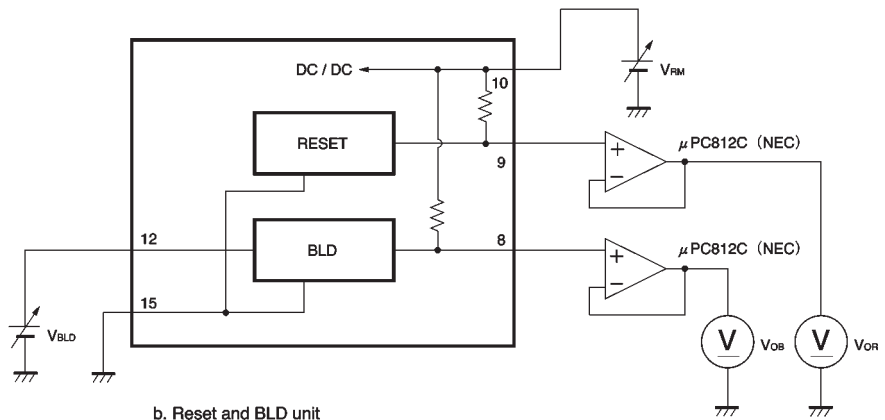 DC / DC
10
VRM
RESET
9
μPC812C (NEC)
+
−
12
BLD
8
μPC812C (NEC)
+
−
15
VBLD
V
VOB
V
VOR
b. Reset and BLD unit